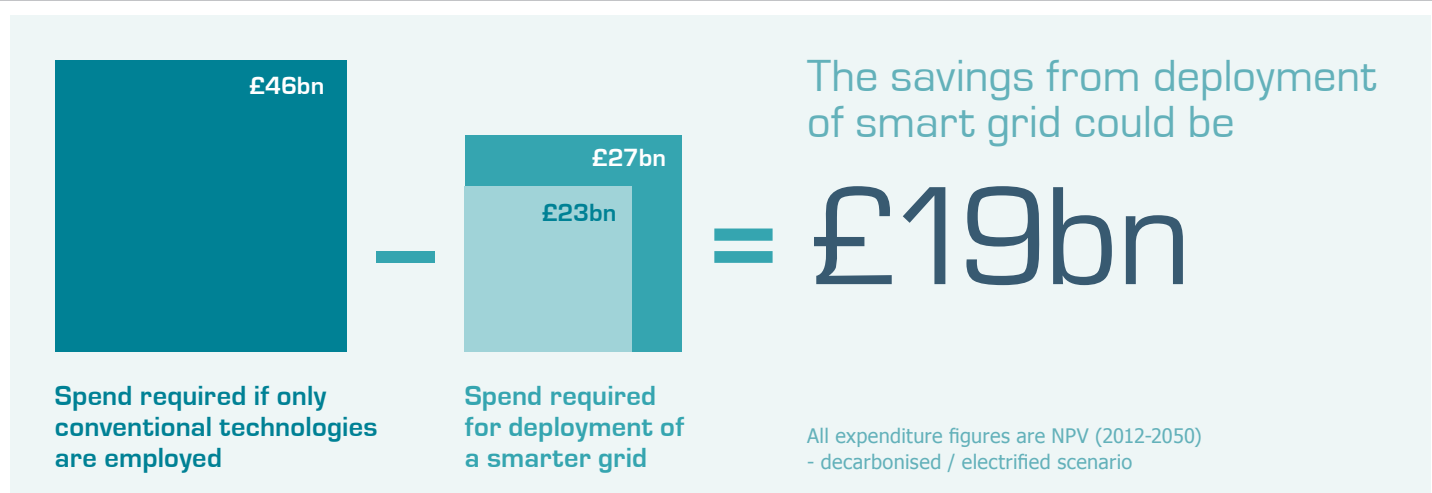 £46bn
Spend required if only
conventional technologies
are employed
£27bn
£23bn
Spend required
for deployment of
a smarter grid
The savings from deployment
of smart grid could be
£19bn
All expenditure figures are NPV (2012-2050)
- decarbonised / electrified scenario